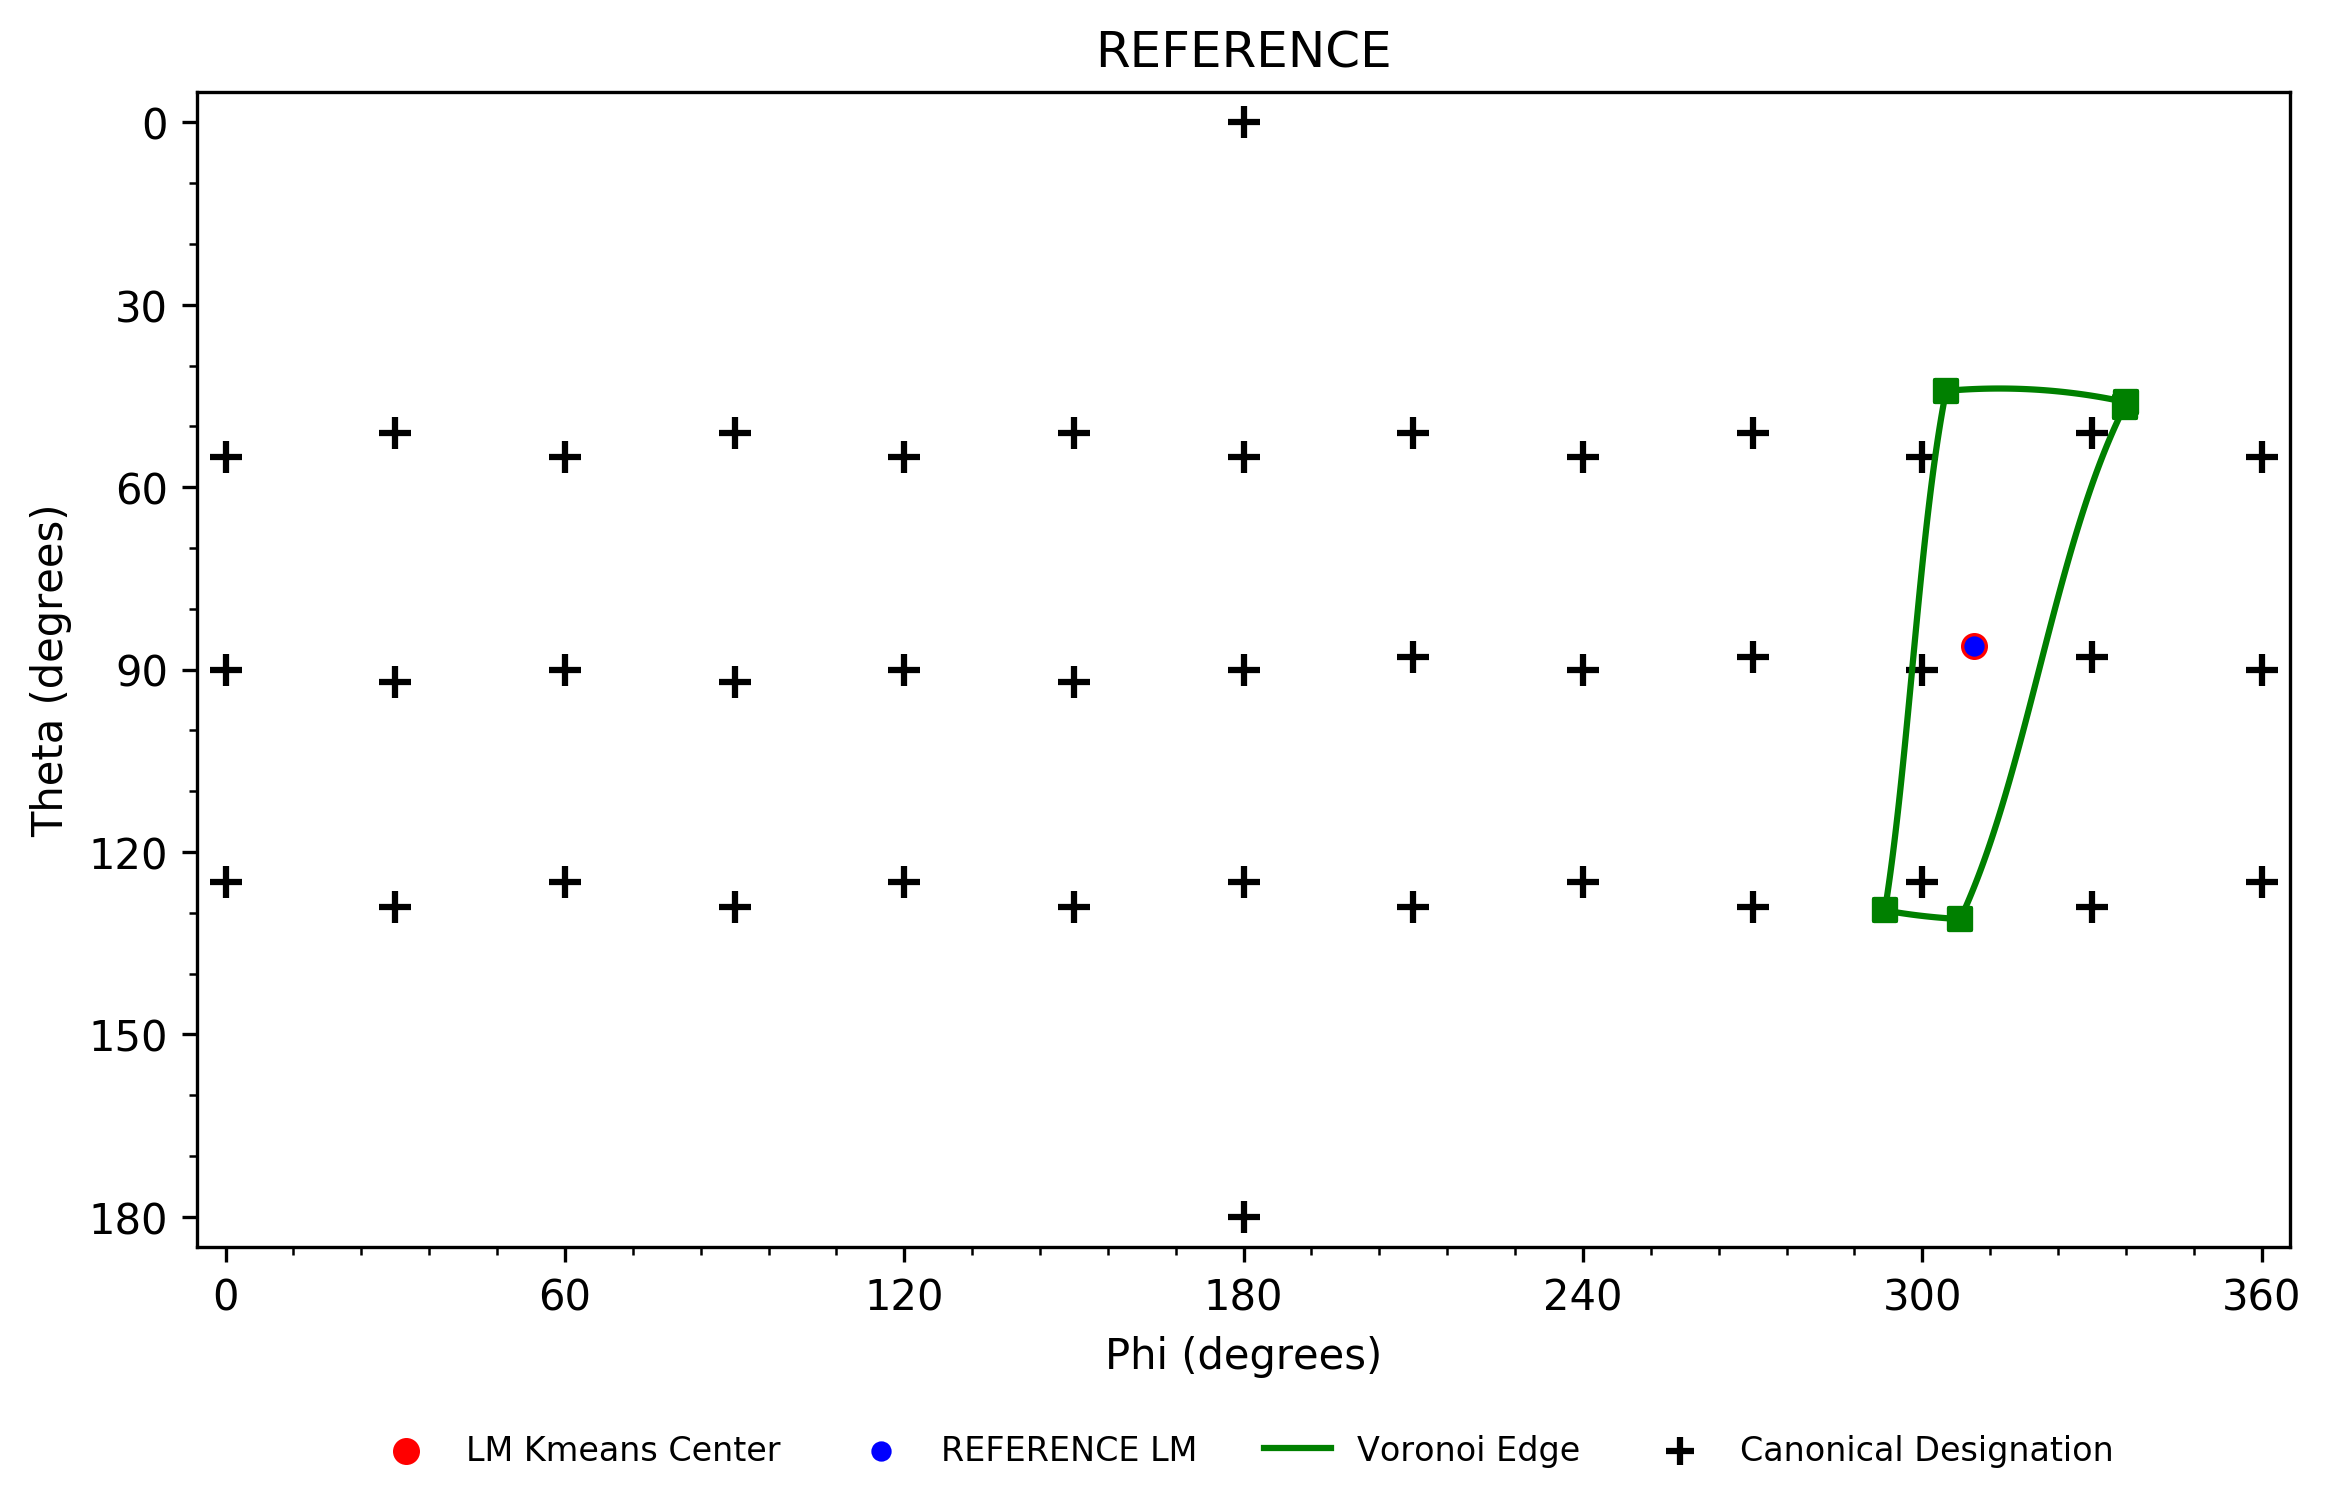 REFERENCE
0
30
60
90
120
150
180
Theta (degrees)
0 60 120 180 240 300 360
Phi (degrees)
LM Kmeans Center REFERENCE LM Voronoi Edge Canonical Designation